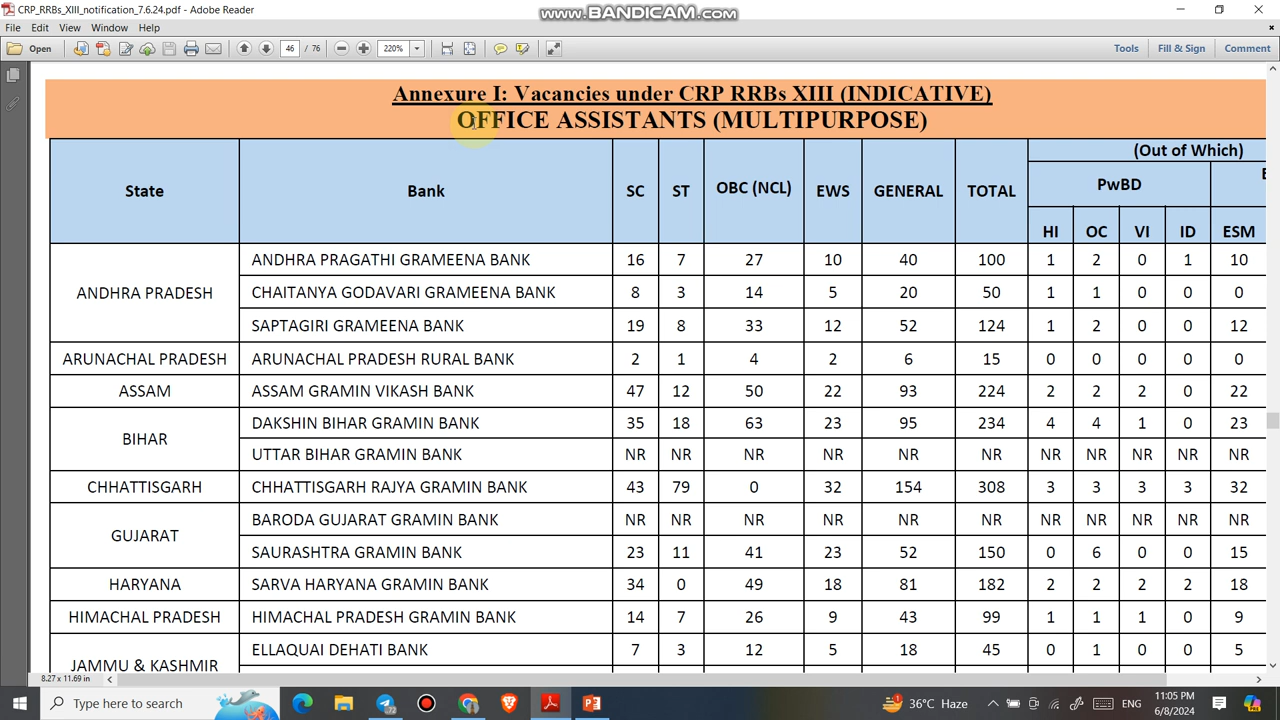 CRP_RRBs_XIII_notification_7.6.24.pdf - Adobe Reader
WWW.BANDICAM.COM
File Edit View Window Help
Open 46 / 76 220% Tools Fill & Sign Comment
Annexure I: Vacancies under CRP RRBs XIII (INDICATIVE)
OFFICE ASSISTANTS (MULTIPURPOSE)
(Out of Which)
State Bank SC ST OBC (NCL) EWS GENERAL TOTAL PwBD E
HI OC VI ID ESM
ANDHRA PRADESH
ANDHRA PRAGATHI GRAMEENA BANK 16 7 27 10 40 100 1 2 0 1 10
CHAITANYA GODAVARI GRAMEENA BANK 8 3 14 5 20 50 1 1 0 0 0
SAPTAGIRI GRAMEENA BANK 19 8 33 12 52 124 1 2 0 0 12
ARUNACHAL PRADESH ARUNACHAL PRADESH RURAL BANK 2 1 4 2 6 15 0 0 0 0 0
ASSAM ASSAM GRAMIN VIKASH BANK 47 12 50 22 93 224 2 2 2 0 22
BIHAR
DAKSHIN BIHAR GRAMIN BANK 35 18 63 23 95 234 4 4 1 0 23
UTTAR BIHAR GRAMIN BANK NR NR NR NR NR NR NR NR NR NR NR
CHHATTISGARH CHHATTISGARH RAJYA GRAMIN BANK 43 79 0 32 154 308 3 3 3 3 32
GUJARAT
BARODA GUJARAT GRAMIN BANK NR NR NR NR NR NR NR NR NR NR NR
SAURASHTRA GRAMIN BANK 23 11 41 23 52 150 0 6 0 0 15
HARYANA SARVA HARYANA GRAMIN BANK 34 0 49 18 81 182 2 2 2 2 18
HIMACHAL PRADESH HIMACHAL PRADESH GRAMIN BANK 14 7 26 9 43 99 1 1 1 0 9
JAMMU & KASHMIR
ELLAQUAI DEHATI BANK 7 3 12 5 18 45 0 1 0 0 5
8.27 x 11.69 in
Type here to search
36°C Haze ENG 11:05 PM
6/8/2024